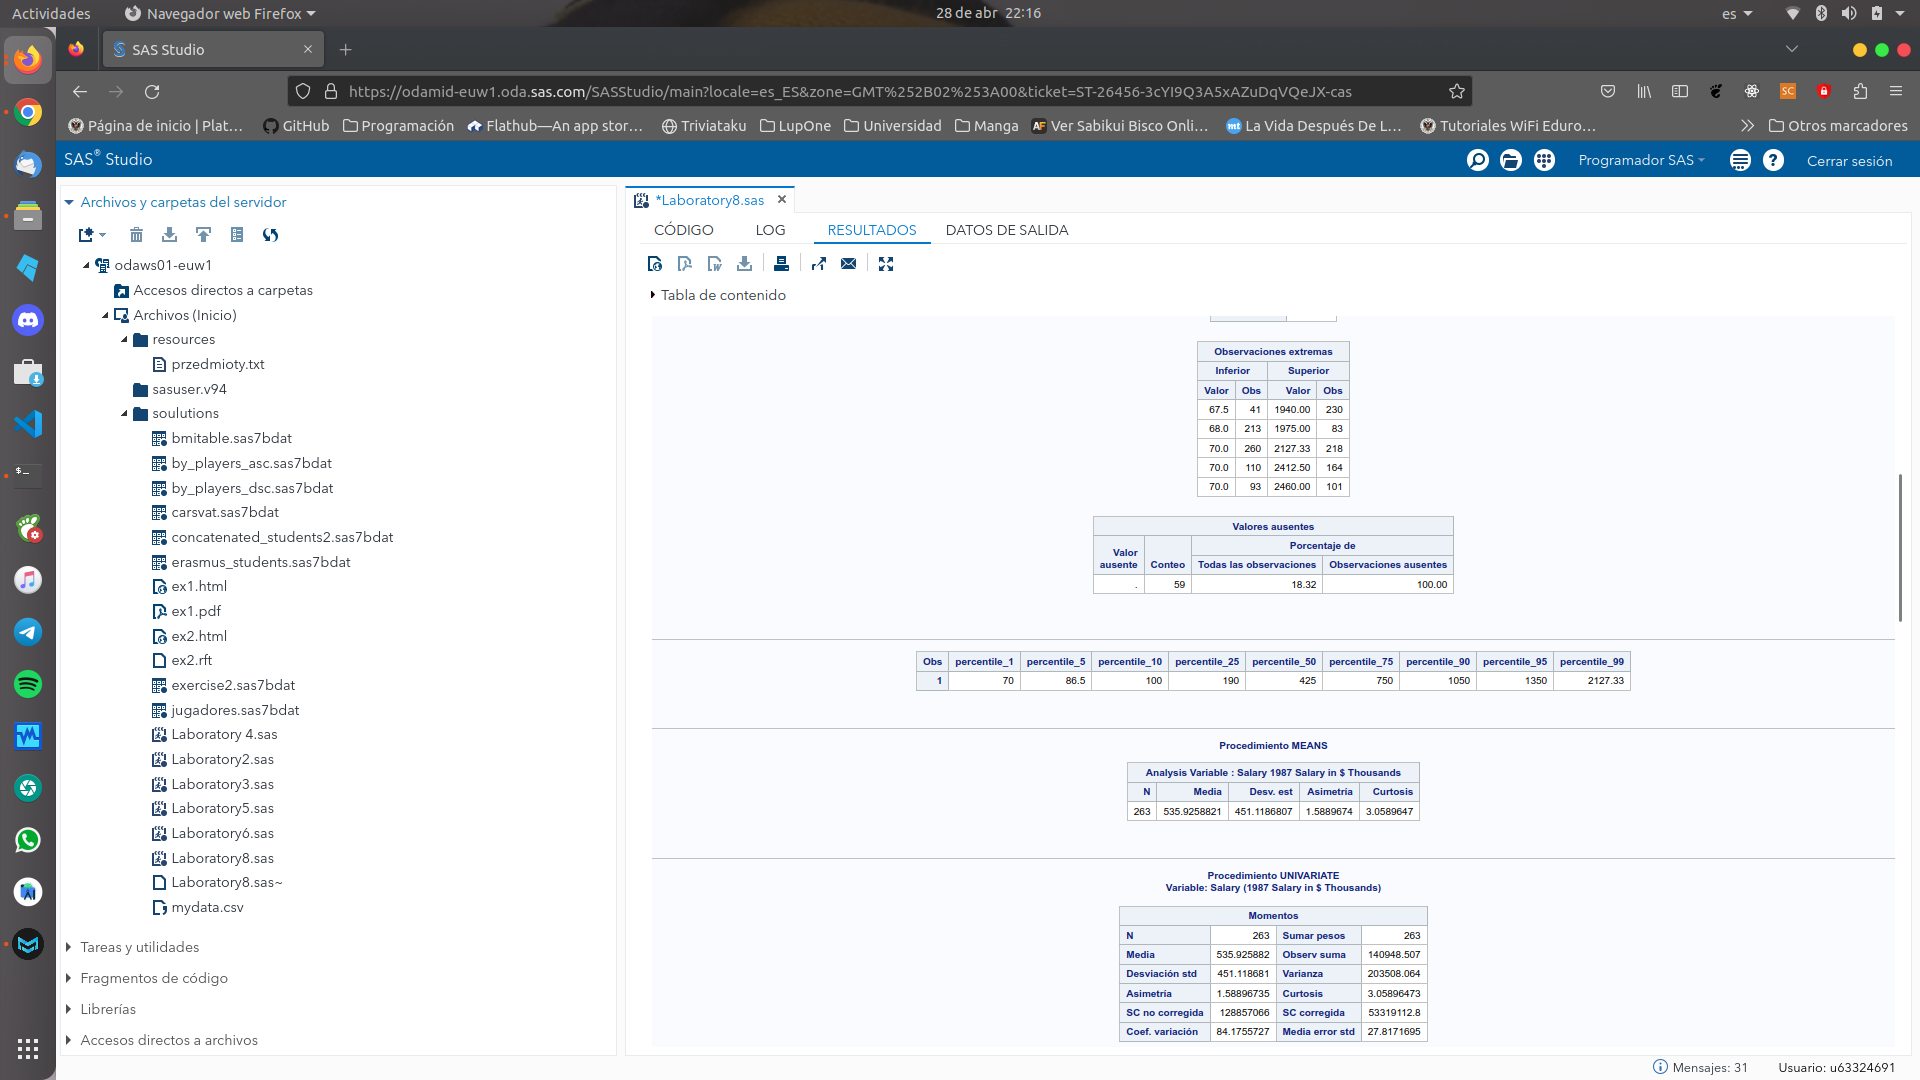 Actividades
Navegador web Firefox
28 de abr 22:16
es
SAS Studio
https://odamid-euw1.oda.sas.com/SASStudio/main?locale=es_ES&zone=GMT%252B02%253A00&ticket=ST-26456-3cYI9Q3A5xAZuDqVQeJX-cas
Página de inicio | Plat…
GitHub
Programación
Flathub—An app stor…
Triviataku
LupOne
Universidad
Manga
Ver Sabikui Bisco Onli…
La Vida Después De L…
Tutoriales WiFi Eduro…
Otros marcadores
SAS® Studio
Programador SAS
Cerrar sesión
Archivos y carpetas del servidor
odaws01-euw1
Accesos directos a carpetas
Archivos (Inicio)
resources
przedmioty.txt
sasuser.v94
soulutions
bmitable.sas7bdat
by_players_asc.sas7bdat
by_players_dsc.sas7bdat
carsvat.sas7bdat
concatenated_students2.sas7bdat
erasmus_students.sas7bdat
ex1.html
ex1.pdf
ex2.html
ex2.rft
exercise2.sas7bdat
jugadores.sas7bdat
Laboratory 4.sas
Laboratory2.sas
Laboratory3.sas
Laboratory5.sas
Laboratory6.sas
Laboratory8.sas
Laboratory8.sas~
mydata.csv
Tareas y utilidades
Fragmentos de código
Librerías
Accesos directos a archivos
*Laboratory8.sas
CÓDIGO LOG RESULTADOS DATOS DE SALIDA
Tabla de contenido
Observaciones extremas
Inferior Superior
Valor Obs Valor Obs
67.5 41 1940.00 230
68.0 213 1975.00 83
70.0 260 2127.33 218
70.0 110 2412.50 164
70.0 93 2460.00 101
Valores ausentes
Porcentaje de
Valor ausente Conteo Todas las observaciones Observaciones ausentes
. 59 18.32 100.00
Obs percentile_1 percentile_5 percentile_10 percentile_25 percentile_50 percentile_75 percentile_90 percentile_95 percentile_99
1 70 86.5 100 190 425 750 1050 1350 2127.33
Procedimiento MEANS
Analysis Variable : Salary 1987 Salary in $ Thousands
N Media Desv. est Asimetría Curtosis
263 535.9258821 451.1186807 1.5889674 3.0589647
Procedimiento UNIVARIATE
Variable: Salary (1987 Salary in $ Thousands)
Momentos
N 263 Sumar pesos 263
Media 535.925882 Observ suma 140948.507
Desviación std 451.118681 Varianza 203508.064
Asimetría 1.58896735 Curtosis 3.05896473
SC no corregida 128857066 SC corregida 53319112.8
Coef. variación 84.1755727 Media error std 27.8171695
Mensajes: 31
Usuario: u63324691